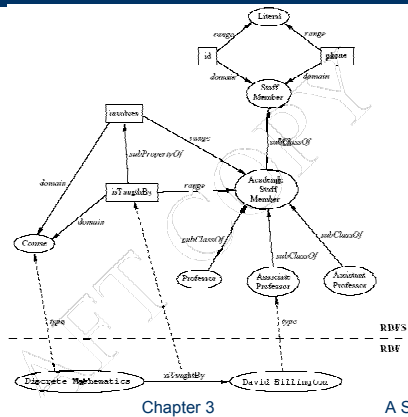 Literal
range
range
id
phone
domain
domain
Staff
Member
involves
subClassOf
range
subPropertyOf
domain
isTaughtBy
range
Academic
Staff
Member
domain
subClassOf
subClassOf
subClassOf
Course
Professor
Associate
Professor
Assistant
Professor
type
type
RDFS
RDF
isTaughtBy
Discrete Mathematics
David Billington
Chapter 3
A S